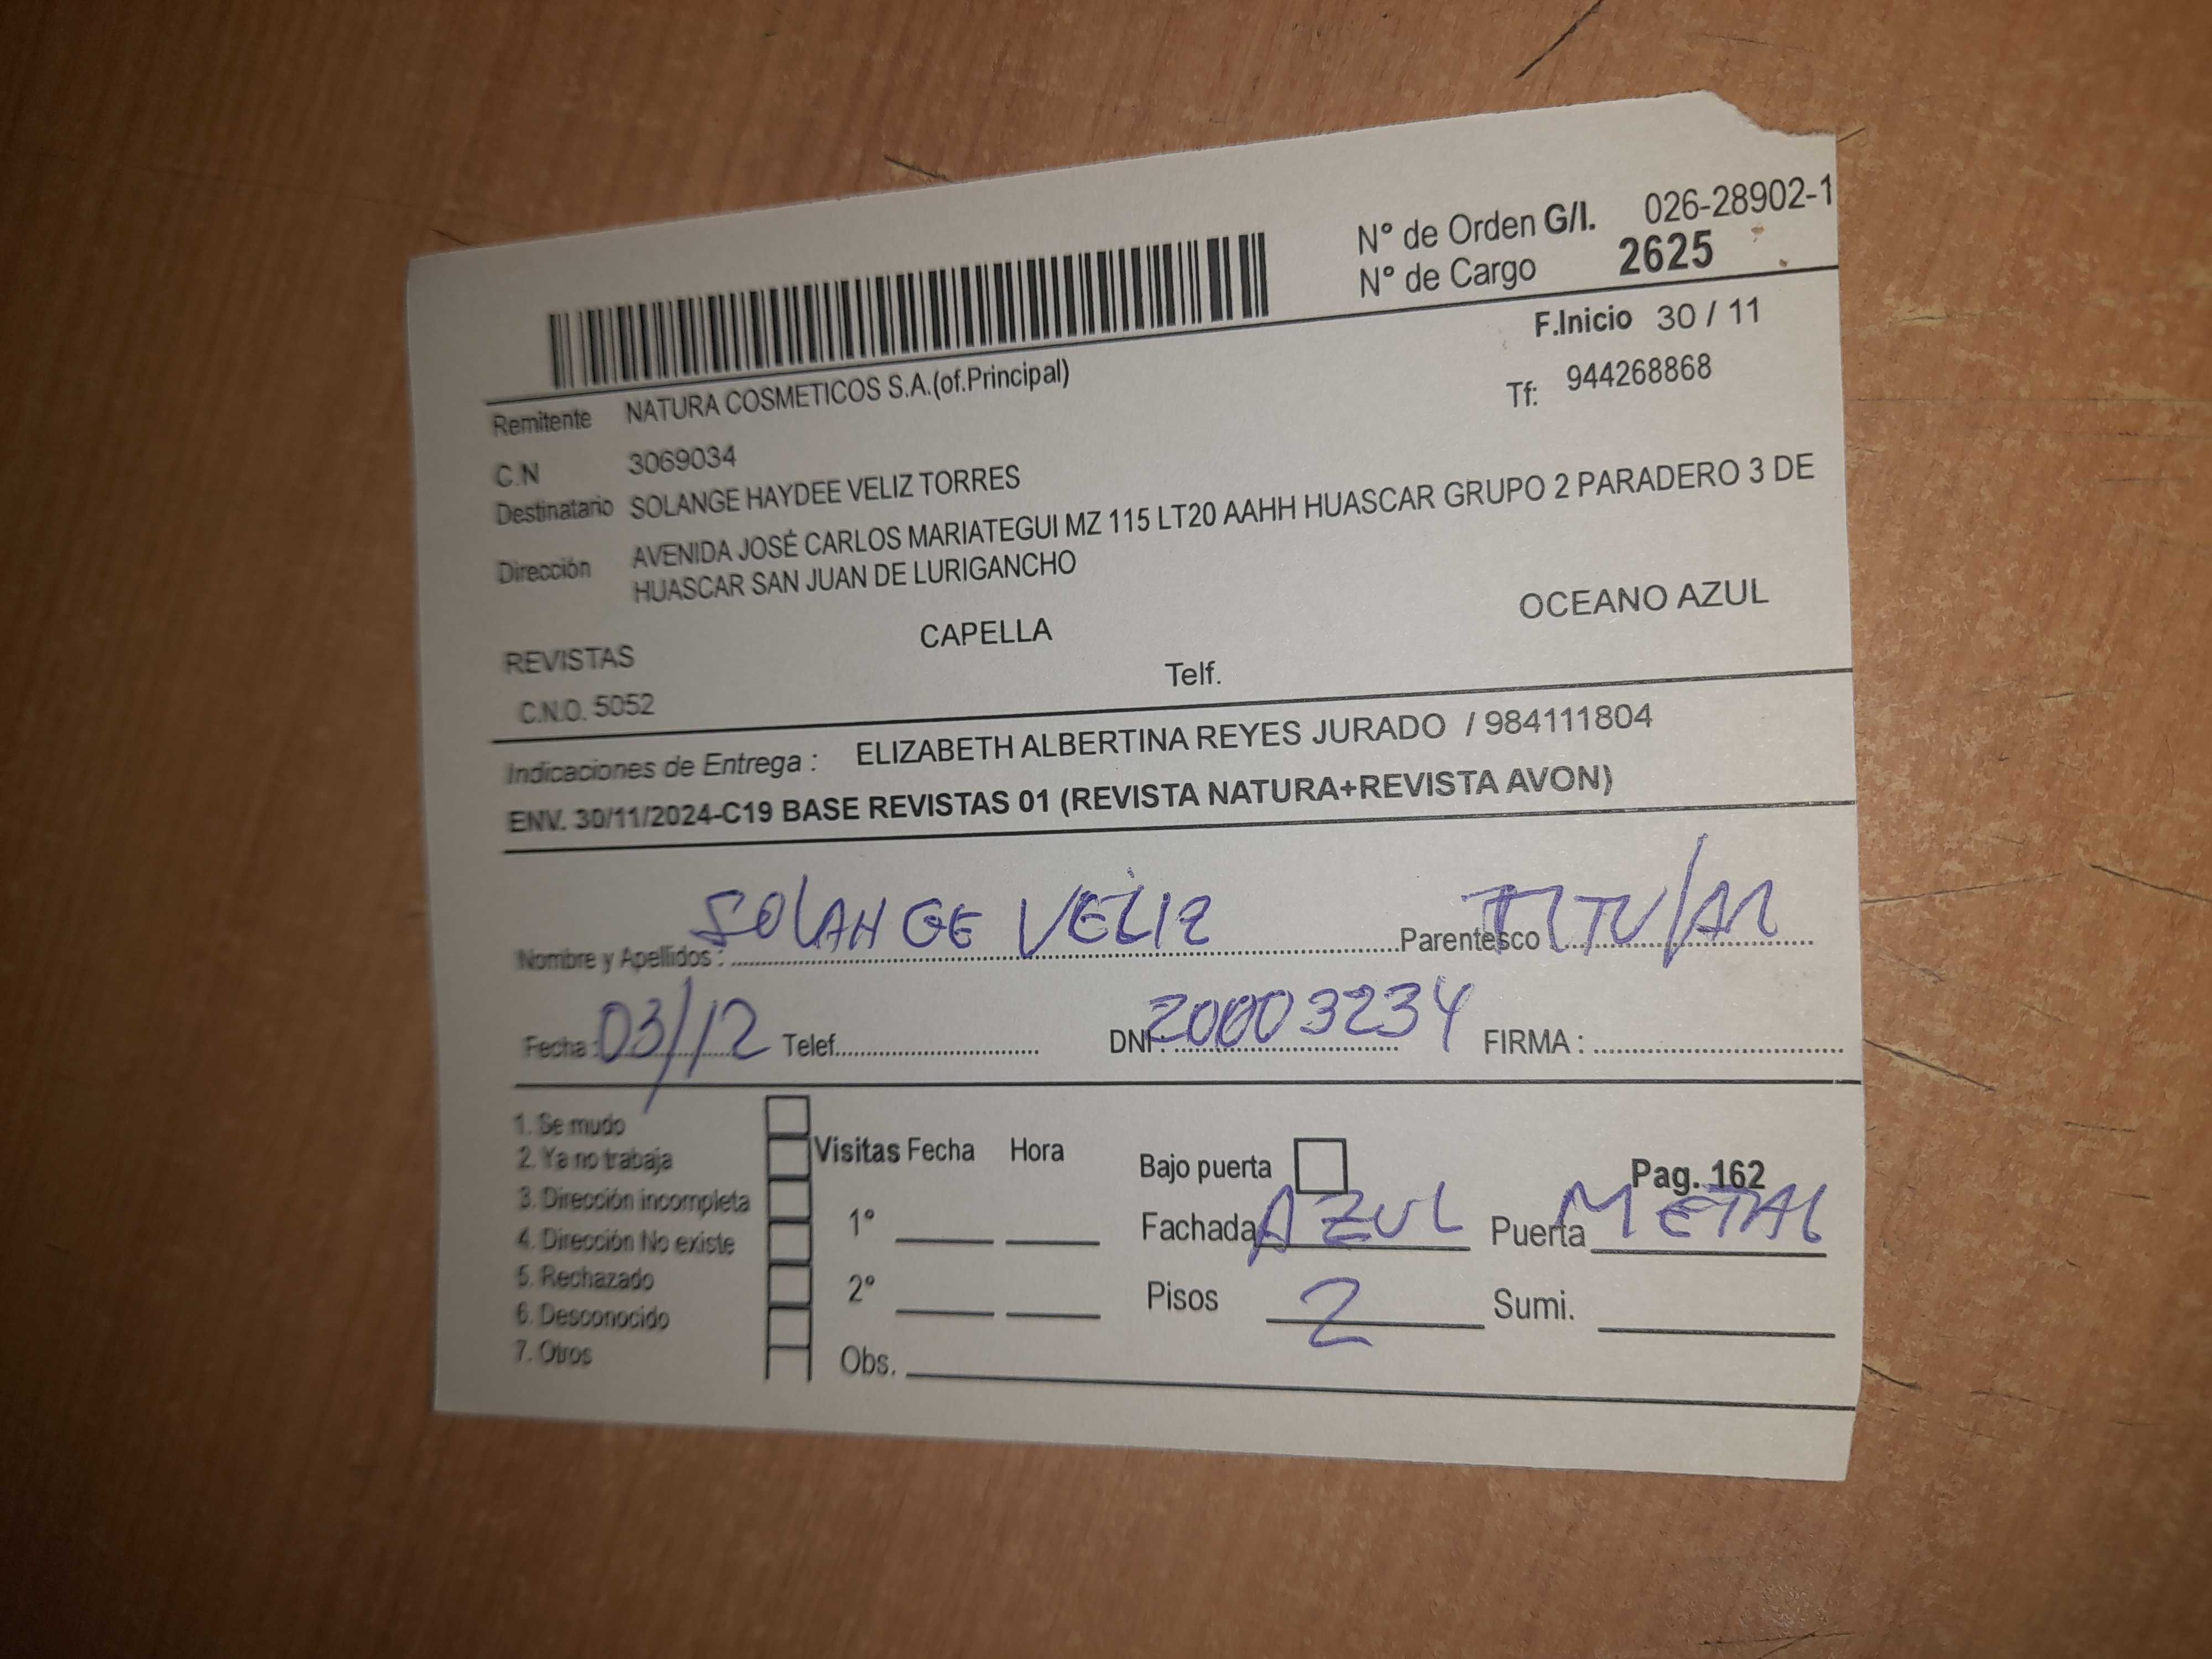 N° de Orden G/I. 026-28902-1
N° de Cargo 2625
F.Inicio 30 / 11
Remitente NATURA COSMETICOS S.A.(of.Principal)
Tf: 944268868
C.N 3069034
Destinatario SOLANGE HAYDEE VELIZ TORRES
Dirección AVENIDA JOSÉ CARLOS MARIATEGUI MZ 115 LT20 AAHH HUASCAR GRUPO 2 PARADERO 3 DE
HUASCAR SAN JUAN DE LURIGANCHO
REVISTAS CAPELLA OCEANO AZUL
C.N.O. 5052 Telf.
Indicaciones de Entrega : ELIZABETH ALBERTINA REYES JURADO / 984111804
ENV. 30/11/2024-C19 BASE REVISTAS 01 (REVISTA NATURA+REVISTA AVON)
Nombre y Apellidos : SOLANGE VELIZ Parentesco TITULAR
Fecha : 03/12 Telef. DNI : 20003234 FIRMA :
1. Se mudo
2. Ya no trabaja
3. Dirección incompleta
4. Dirección No existe
5. Rechazado
6. Desconocido
7. Otros
Visitas Fecha Hora
1°
2°
Obs.
Bajo puerta Pag. 162
Fachada AZUL Puerta METAL
Pisos 2 Sumi.